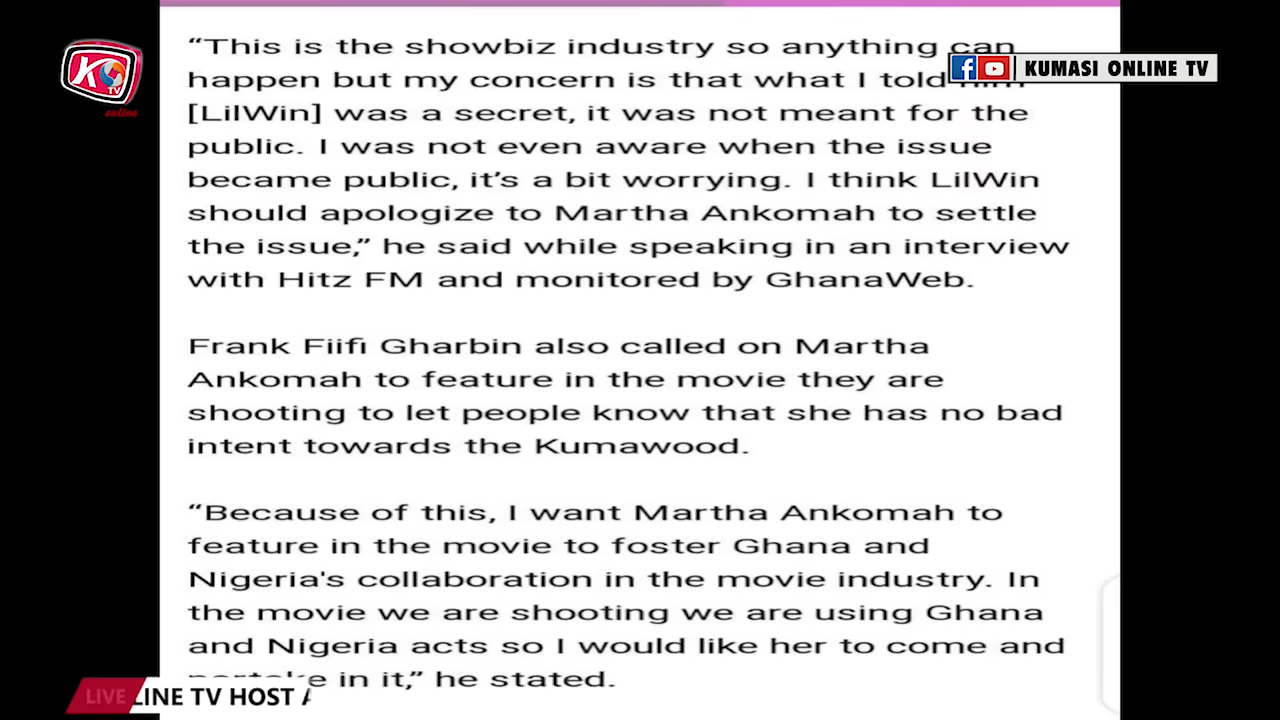 “This is the showbiz industry so anything can
happen but my concern is that what I told him
[LilWin] was a secret, it was not meant for the
public. I was not even aware when the issue
became public, it’s a bit worrying. I think LilWin
should apologize to Martha Ankomah to settle
the issue,” he said while speaking in an interview
with Hitz FM and monitored by GhanaWeb.
Frank Fiifi Gharbin also called on Martha
Ankomah to feature in the movie they are
shooting to let people know that she has no bad
intent towards the Kumawood.
“Because of this, I want Martha Ankomah to
feature in the movie to foster Ghana and
Nigeria's collaboration in the movie industry. In
the movie we are shooting we are using Ghana
and Nigeria acts so I would like her to come and
partake in it,” he stated.
K TV
online
KUMASI ONLINE TV
LIVE
LINE TV HOST